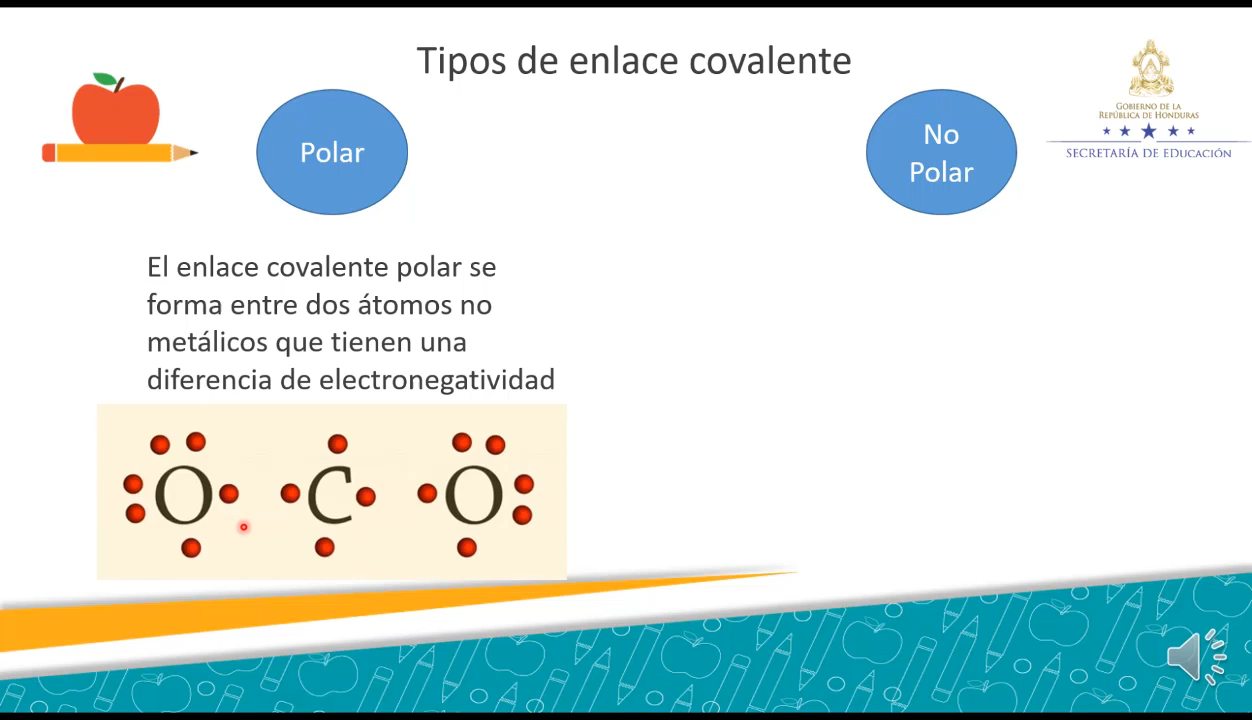 Tipos de enlace covalente
Polar
No
Polar
GOBIERNO DE LA
REPÚBLICA DE HONDURAS
SECRETARÍA DE EDUCACIÓN
El enlace covalente polar se
forma entre dos átomos no
metálicos que tienen una
diferencia de electronegatividad
O C O